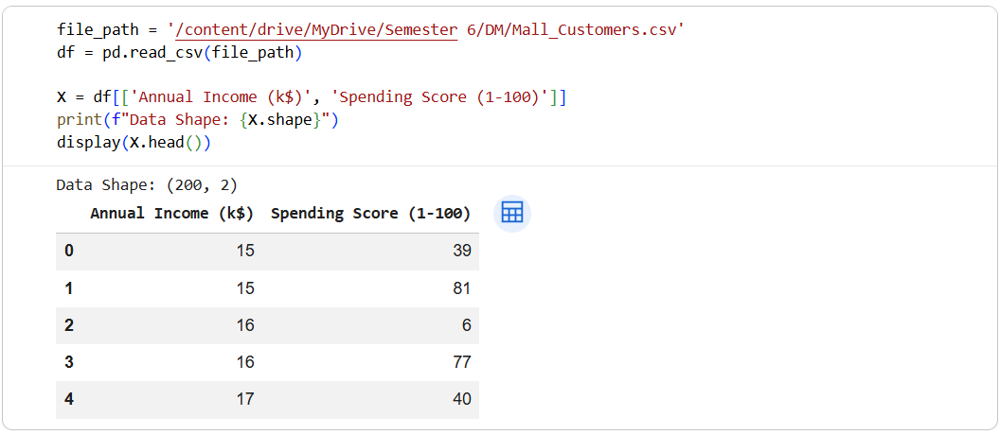 file_path = '/content/drive/MyDrive/Semester 6/DM/Mall_Customers.csv'
df = pd.read_csv(file_path)
X = df[['Annual Income (k$)', 'Spending Score (1-100)']]
print(f"Data Shape: {X.shape}")
display(X.head())
Data Shape: (200, 2)
Annual Income (k$) Spending Score (1-100)
0 15 39
1 15 81
2 16 6
3 16 77
4 17 40